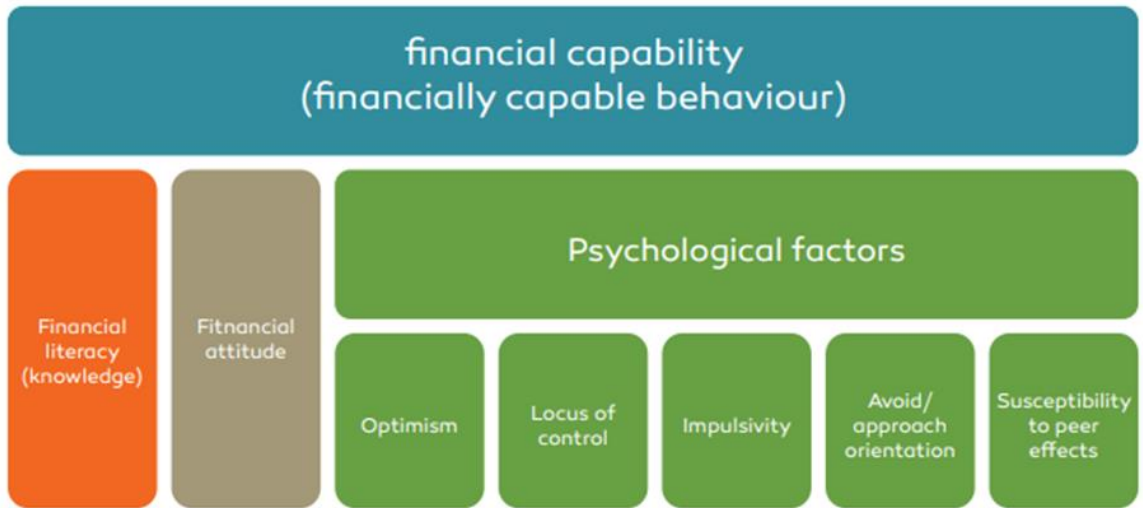 financial capability
(financially capable behaviour)
Financial
literacy
(knowledge)
Fitnancial
attitude
Psychological factors
Optimism
Locus of
control
Impulsivity
Avoid/
approach
orientation
Susceptibility
to peer
effects